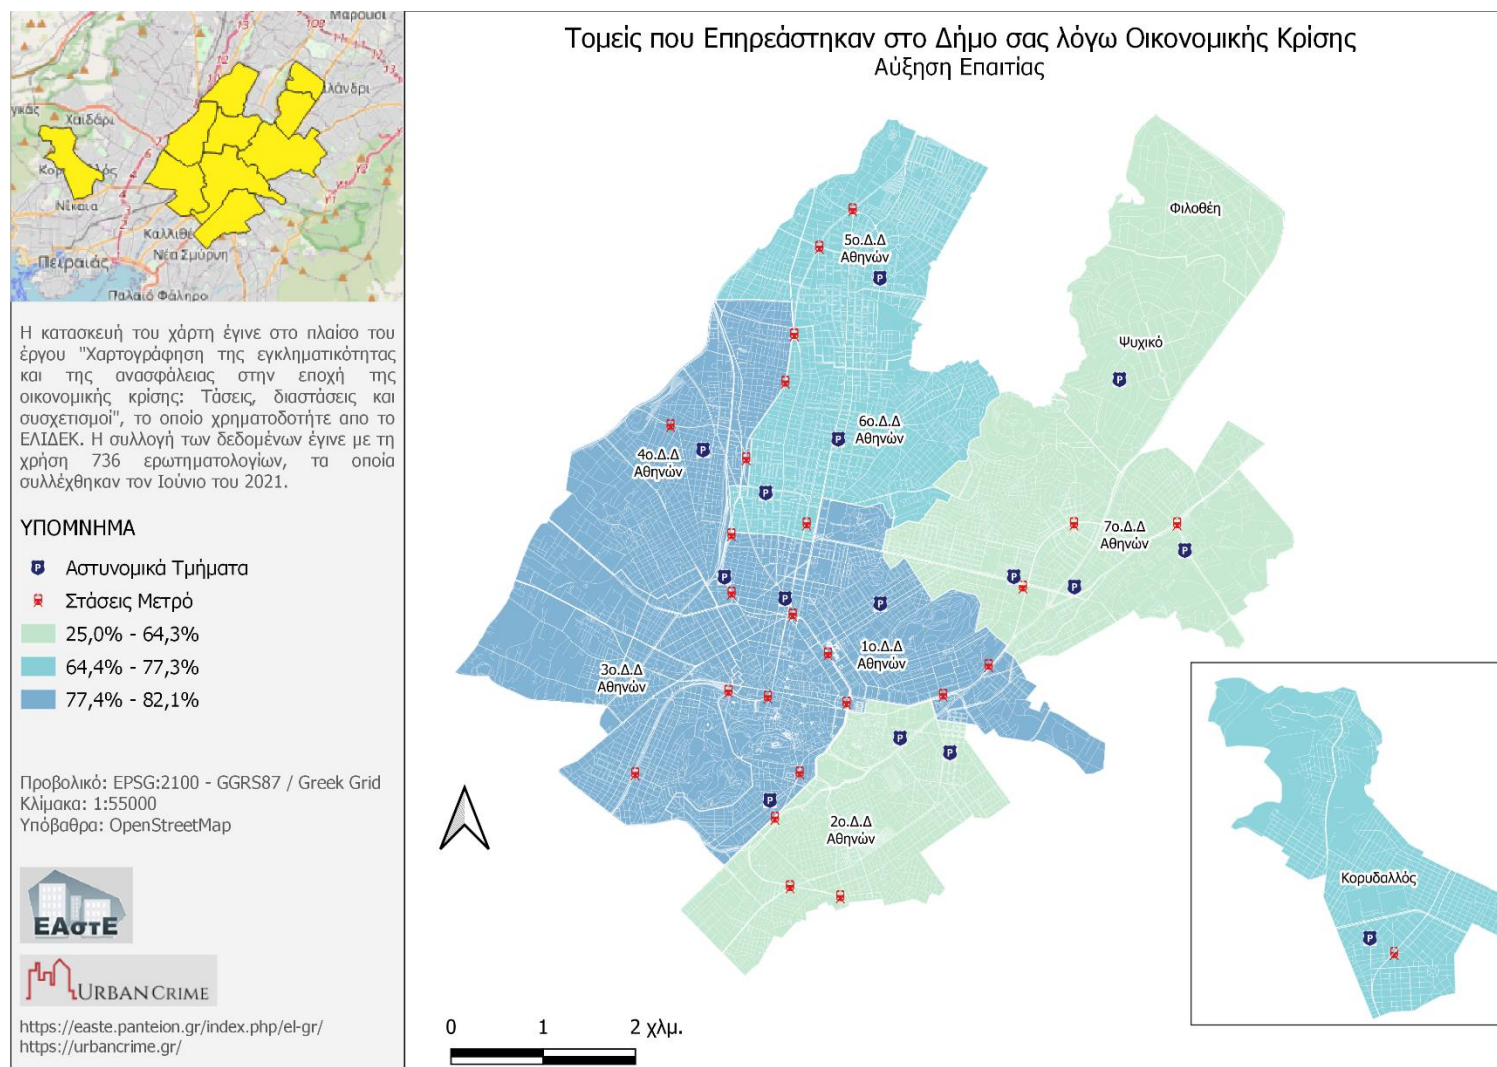 Τομείς που Επηρεάστηκαν στο Δήμο σας λόγω Οικονομικής Κρίσης
Αύξηση Επαιτίας
Μαρούσι
Χαϊδάρι
Νίκαια
Καλλιθέ
Νέα Σμύρνη
Πειραιάς
Παλαιό Φάληρο
Η κατασκευή του χάρτη έγινε στο πλαίσο του
έργου "Χαρτογράφηση της εγκληματικότητας
και της ανασφάλειας στην εποχή της
οικονομικής κρίσης: Τάσεις, διαστάσεις και
συσχετισμοί", το οποίο χρηματοδοτήτε απο το
ΕΛΙΔΕΚ. Η συλλογή των δεδομένων έγινε με τη
χρήση 736 ερωτηματολογίων, τα οποία
συλλέχθηκαν τον Ιούνιο του 2021.
ΥΠΟΜΝΗΜΑ
Αστυνομικά Τμήματα
Στάσεις Μετρό
25,0% - 64,3%
64,4% - 77,3%
77,4% - 82,1%
Προβολικό: EPSG:2100 - GGRS87 / Greek Grid
Κλίμακα: 1:55000
Υπόβαθρα: OpenStreetMap
ΕΑστΕ
URBANCRIME
https://easte.panteion.gr/index.php/el-gr/
https://urbancrime.gr/
Φιλοθέη
5ο.Δ.Δ
Αθηνών
Ψυχικό
6ο.Δ.Δ
Αθηνών
4ο.Δ.Δ
Αθηνών
7ο.Δ.Δ
Αθηνών
1ο.Δ.Δ
Αθηνών
3ο.Δ.Δ
Αθηνών
2ο.Δ.Δ
Αθηνών
Κορυδαλλός
0 1 2 χλμ.